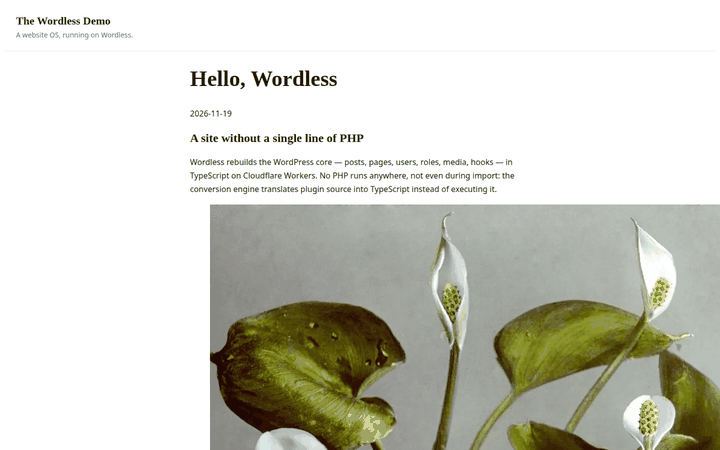 The Wordless Demo
A website OS, running on Wordless.
Hello, Wordless
2026-11-19
A site without a single line of PHP
Wordless rebuilds the WordPress core — posts, pages, users, roles, media, hooks — in
TypeScript on Cloudflare Workers. No PHP runs anywhere, not even during import: the
conversion engine translates plugin source into TypeScript instead of executing it.